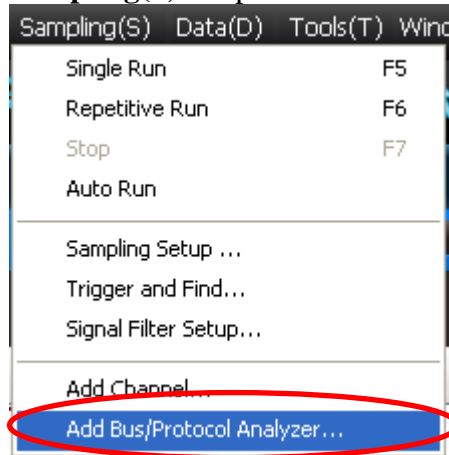 Sampling(S) Data(D) Tools(T)
Single Run F5
Repetitive Run F6
Stop F7
Auto Run
Sampling Setup ...
Trigger and Find...
Signal Filter Setup...
Add Channel...
Add Bus/Protocol Analyzer...